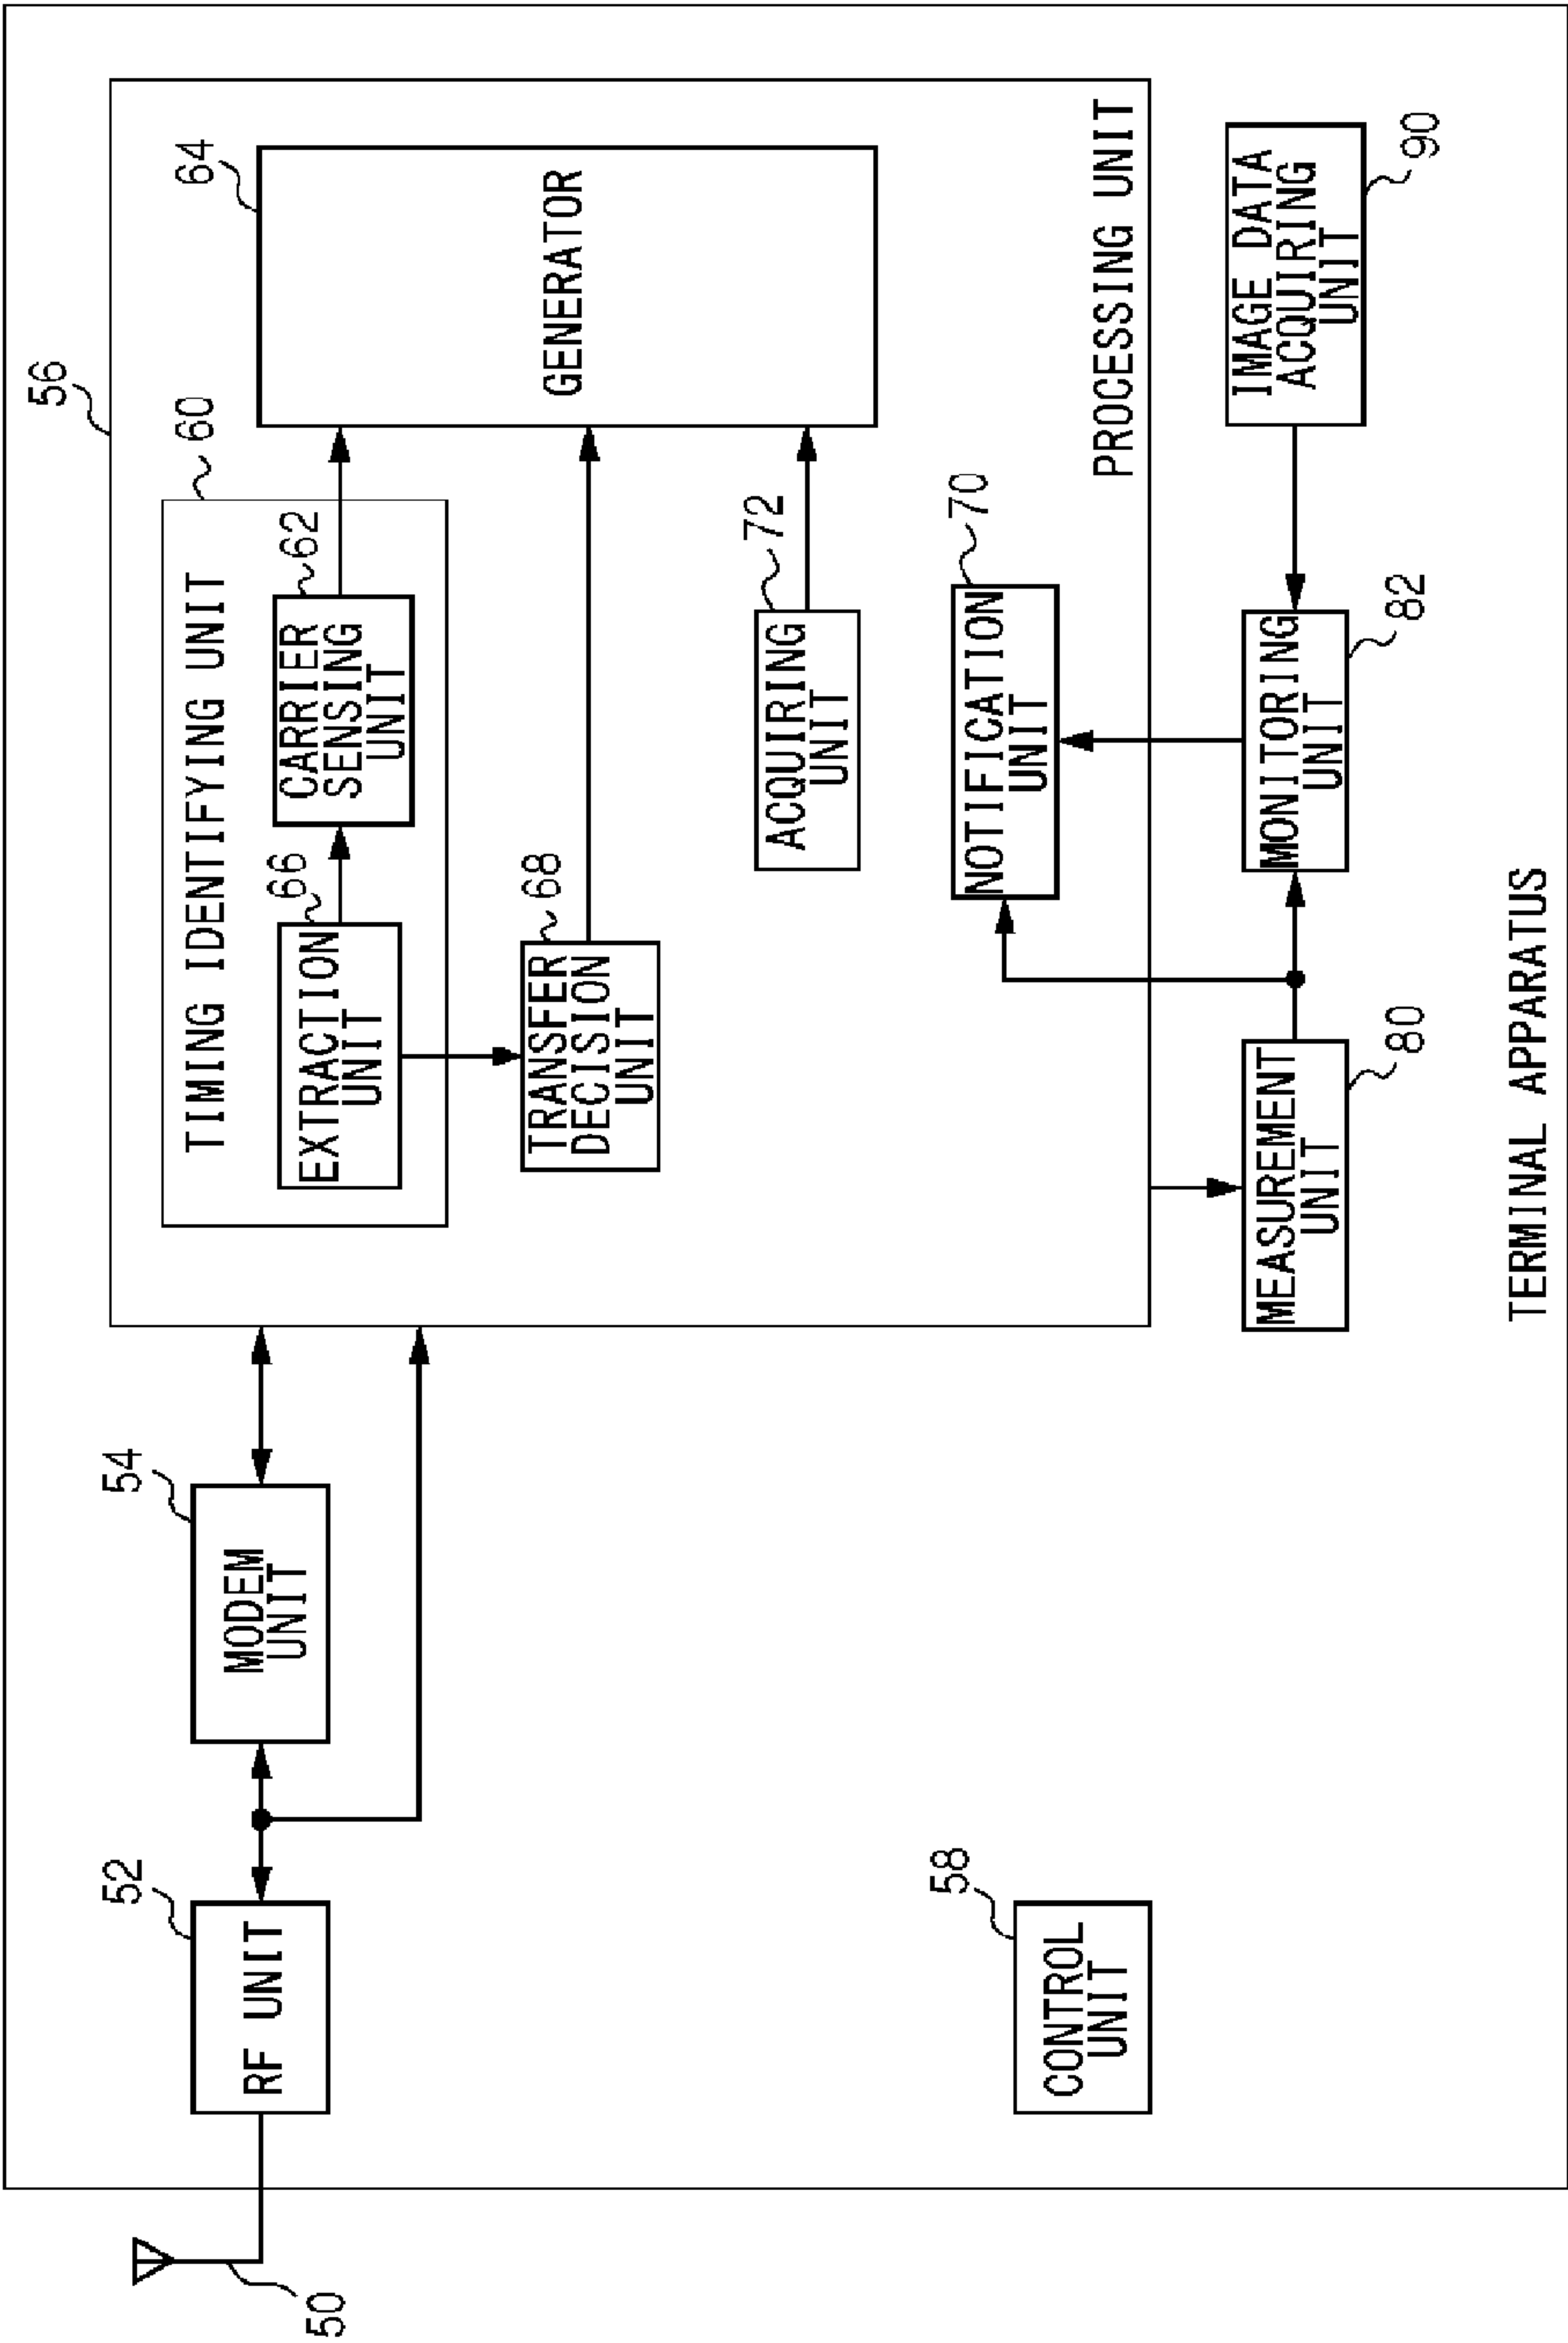 56
60
64
TIMING IDENTIFYING UNIT
54
52
66
62
EXTRACTION
UNIT
CARRIER
SENSING
UNIT
RF UNIT
MODEM
UNIT
50
68
TRANSFER
DECISION
UNIT
GENERATOR
72
ACQUIRING
UNIT
58
CONTROL
UNIT
70
NOTIFICATION
UNIT
PROCESSING UNIT
MEASUREMENT
UNIT
80
MONITORING
UNIT
82
IMAGE DATA
ACQUIRING
UNIT
90
TERMINAL APPARATUS